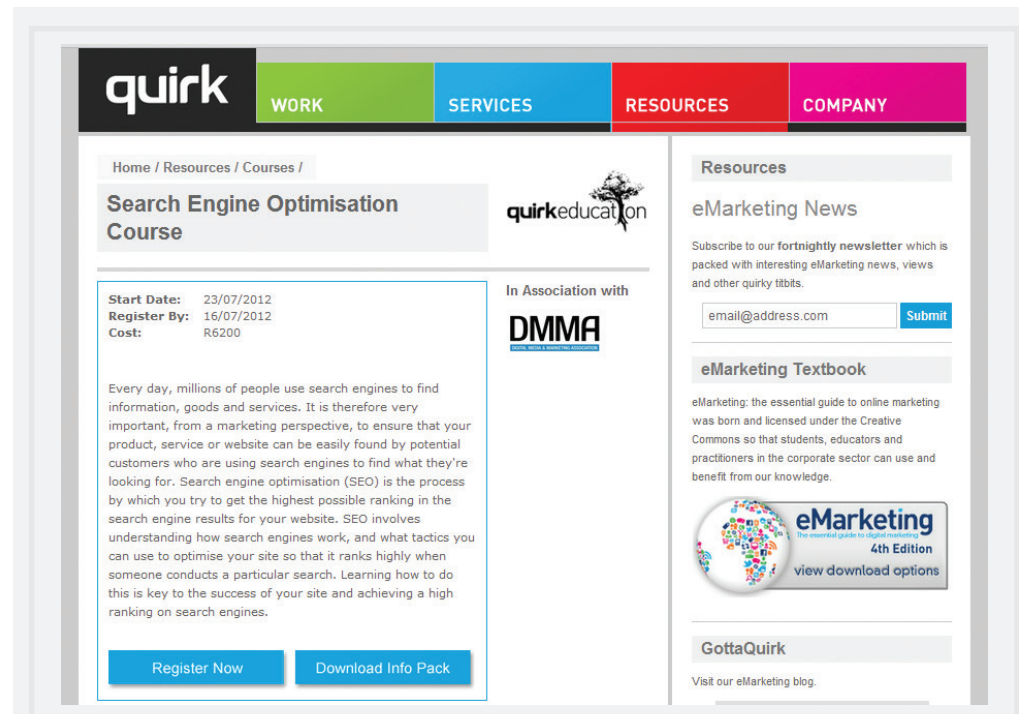 quirk
WORK
SERVICES
RESOURCES
COMPANY
Home / Resources / Courses /
Search Engine Optimisation
Course
quirkeducation
Start Date: 23/07/2012
Register By: 16/07/2012
Cost: R6200
Every day, millions of people use search engines to find
information, goods and services. It is therefore very
important, from a marketing perspective, to ensure that your
product, service or website can be easily found by potential
customers who are using search engines to find what they're
looking for. Search engine optimisation (SEO) is the process
by which you try to get the highest possible ranking in the
search engine results for your website. SEO involves
understanding how search engines work, and what tactics you
can use to optimise your site so that it ranks highly when
someone conducts a particular search. Learning how to do
this is key to the success of your site and achieving a high
ranking on search engines.
Register Now
Download Info Pack
In Association with
DMMA
DIGITAL MEDIA & MARKETING ASSOCIATION
Resources
eMarketing News
Subscribe to our fortnightly newsletter which is
packed with interesting eMarketing news, views
and other quirky titbits.
email@address.com
Submit
eMarketing Textbook
eMarketing: the essential guide to online marketing
was born and licensed under the Creative
Commons so that students, educators and
practitioners in the corporate sector can use and
benefit from our knowledge.
eMarketing
The essential guide to digital marketing
4th Edition
view download options
GottaQuirk
Visit our eMarketing blog.